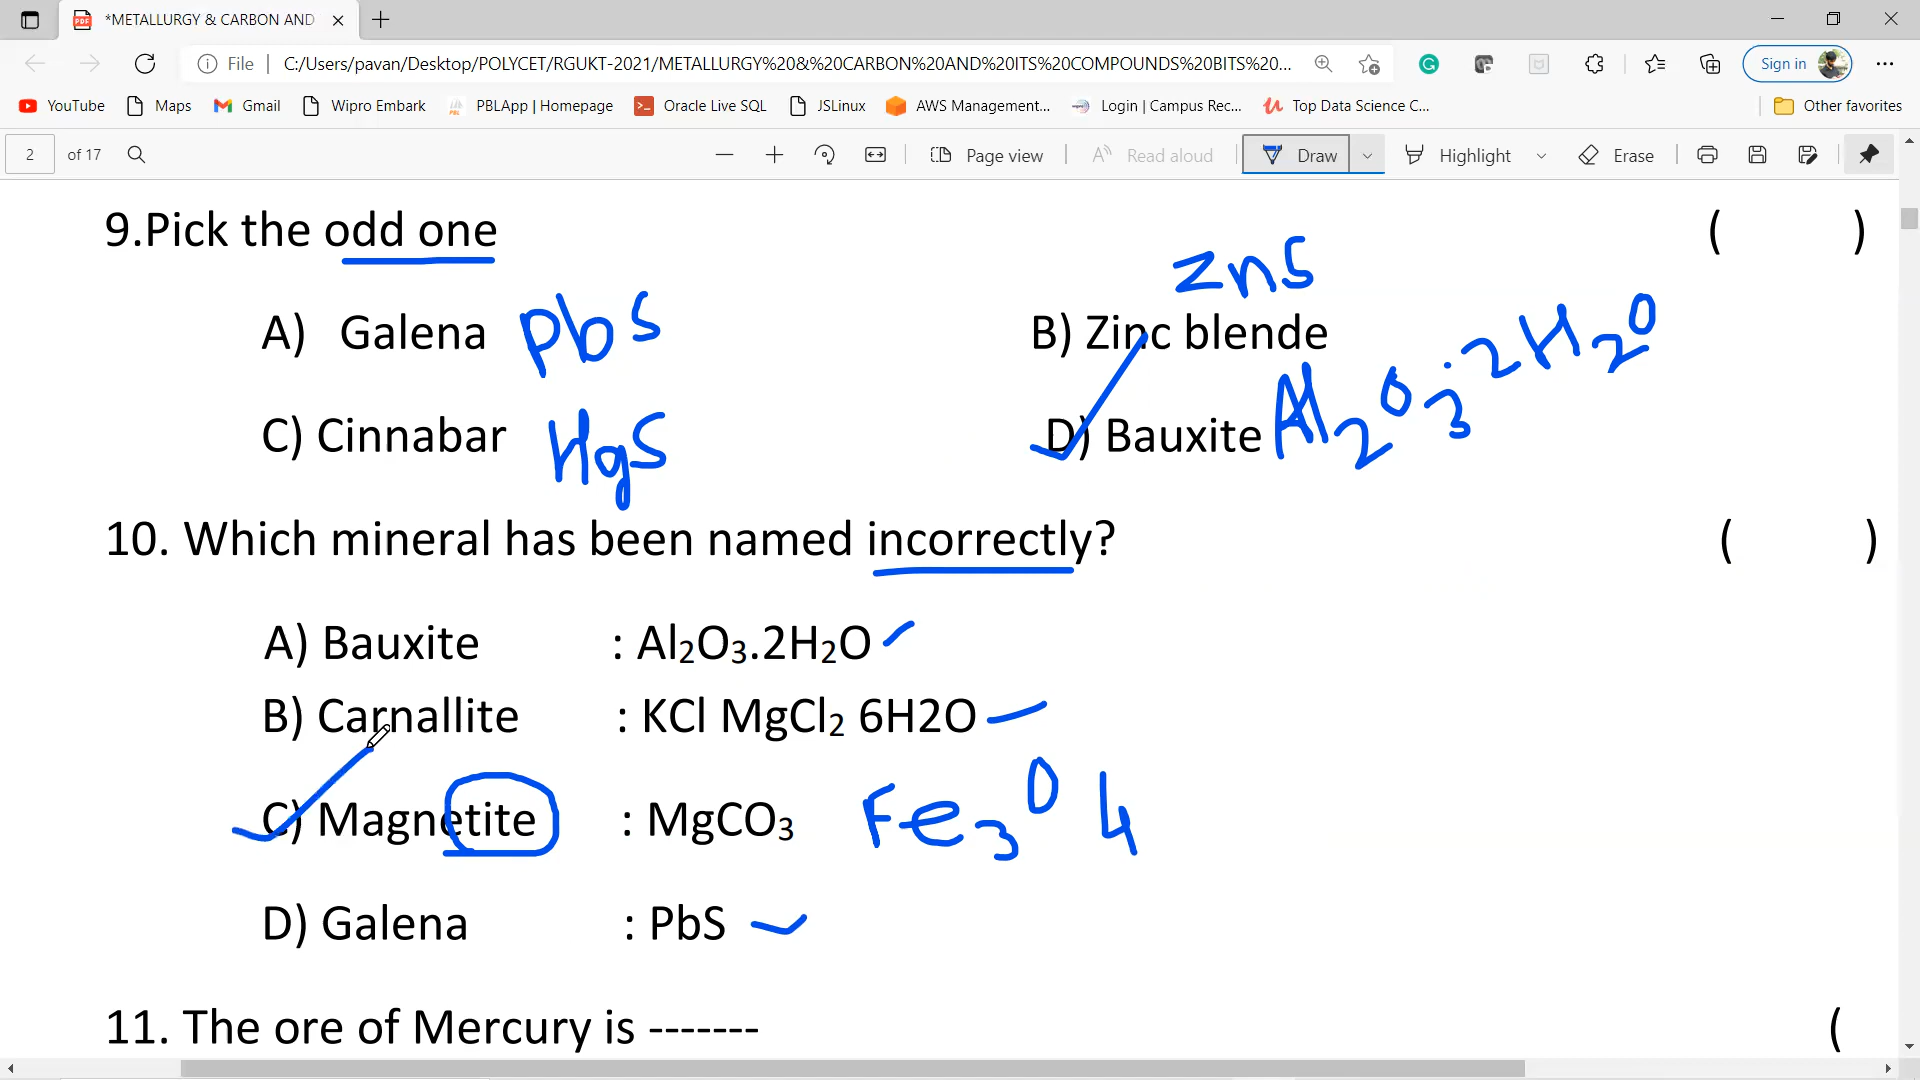 *METALLURGY & CARBON AND
File C:/Users/pavan/Desktop/POLYCET/RGUKT-2021/METALLURGY%20&%20CARBON%20AND%20ITS%20COMPOUNDS%20BITS%20... Sign in
YouTube Maps Gmail Wipro Embark PBLApp | Homepage Oracle Live SQL JSLinux AWS Management... Login | Campus Rec... Top Data Science C... Other favorites
2 of 17 Page view Read aloud Draw Highlight Erase
9.Pick the odd one ( )
ZnS
A) Galena PbS B) Zinc blende
C) Cinnabar HgS D) Bauxite Al2O3.2H2O
10. Which mineral has been named incorrectly? ( )
A) Bauxite : Al₂O₃.2H₂O
B) Carnallite : KCl MgCl₂ 6H2O
C) Magnetite : MgCO₃ Fe3O4
D) Galena : PbS
11. The ore of Mercury is ------- (